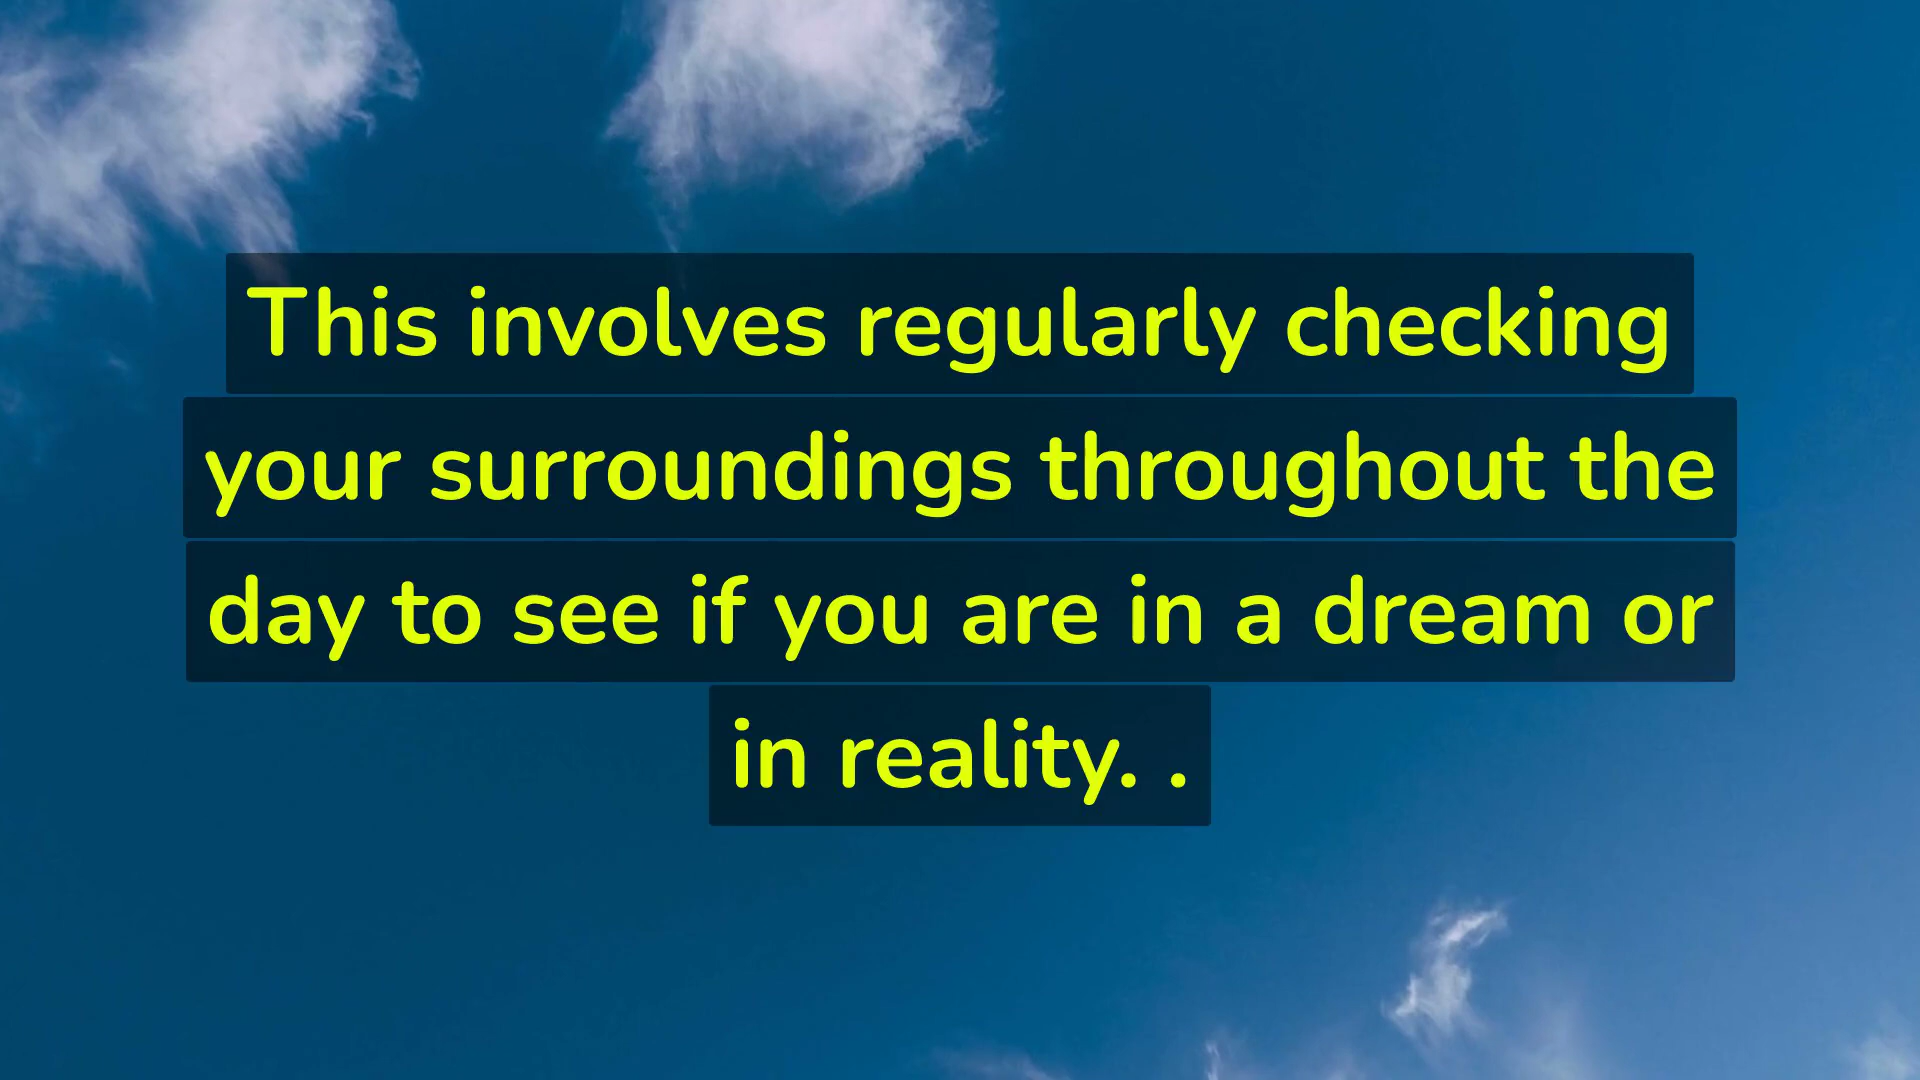 This involves regularly checking
your surroundings throughout the
day to see if you are in a dream or
in reality. .